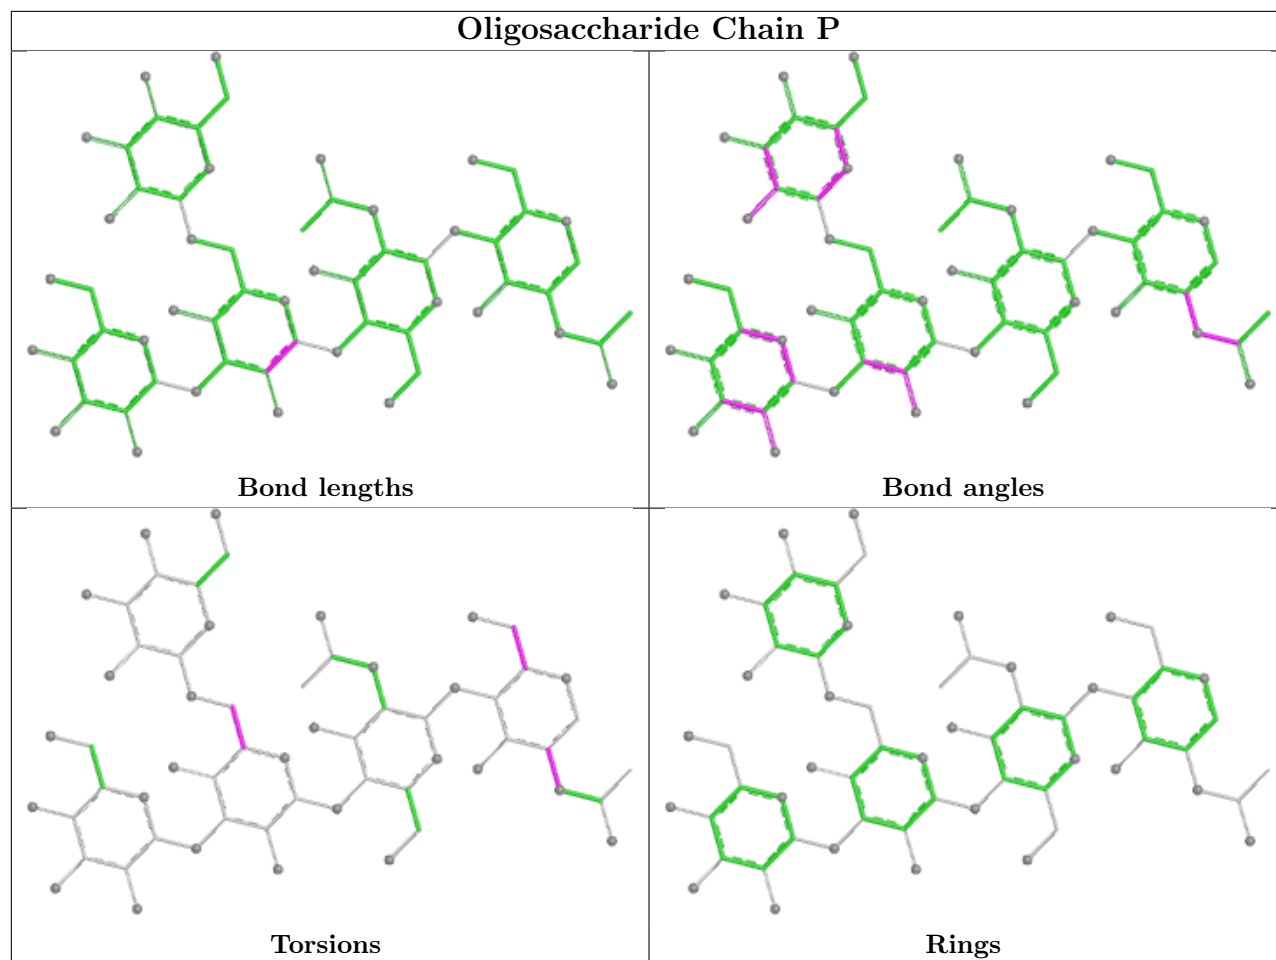 Oligosaccharide Chain P
Bond lengths
Bond angles
Torsions
Rings